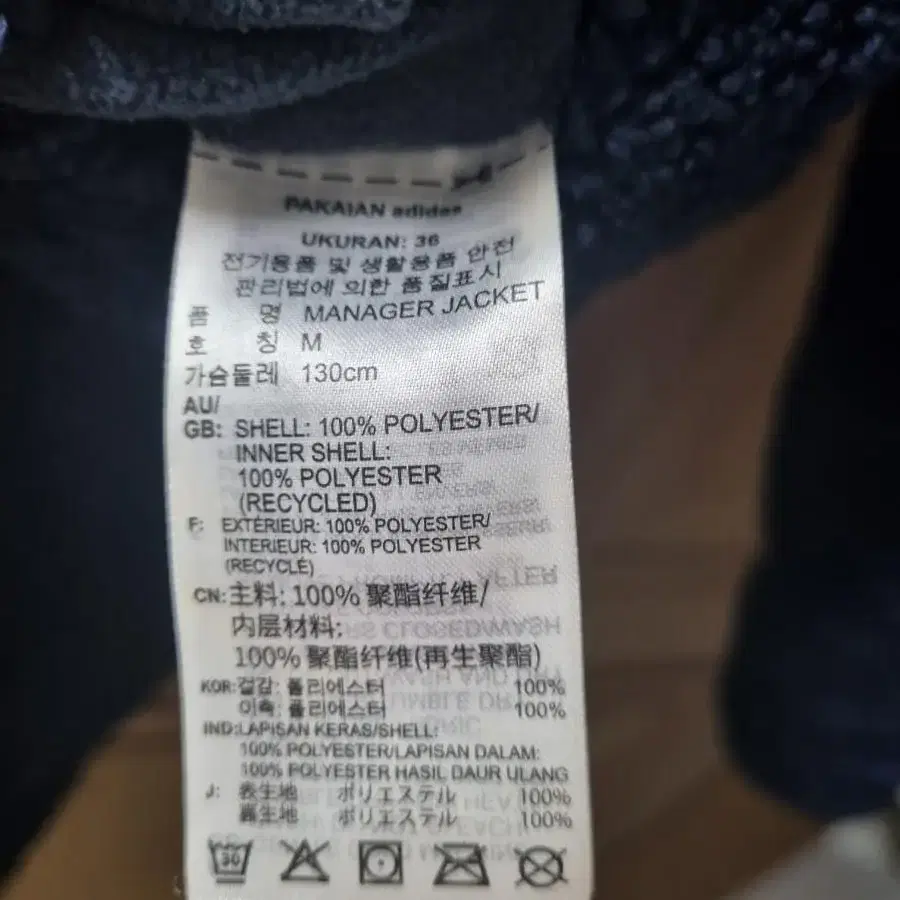 PAKAIAN adidas
UKURAN: 36
전기용품 및 생활용품 안전
관리법에 의한 품질표시
품 명 MANAGER JACKET
호 칭 M
가슴둘레 130cm
AU/
GB: SHELL: 100% POLYESTER/
INNER SHELL:
100% POLYESTER
(RECYCLED)
F: EXTÉRIEUR: 100% POLYESTER/
INTERIEUR: 100% POLYESTER
(RECYCLÉ)
CN: 主料: 100% 聚酯纤维/
内层材料:
100% 聚酯纤维(再生聚酯)
KOR: 겉감: 폴리에스터 100%
이측: 폴리에스터 100%
IND: LAPISAN KERAS/SHELL:
100% POLYESTER/LAPISAN DALAM:
100% POLYESTER HASIL DAUR ULANG
J: 表生地 ポリエステル 100%
裏生地 ポリエステル 100%
30